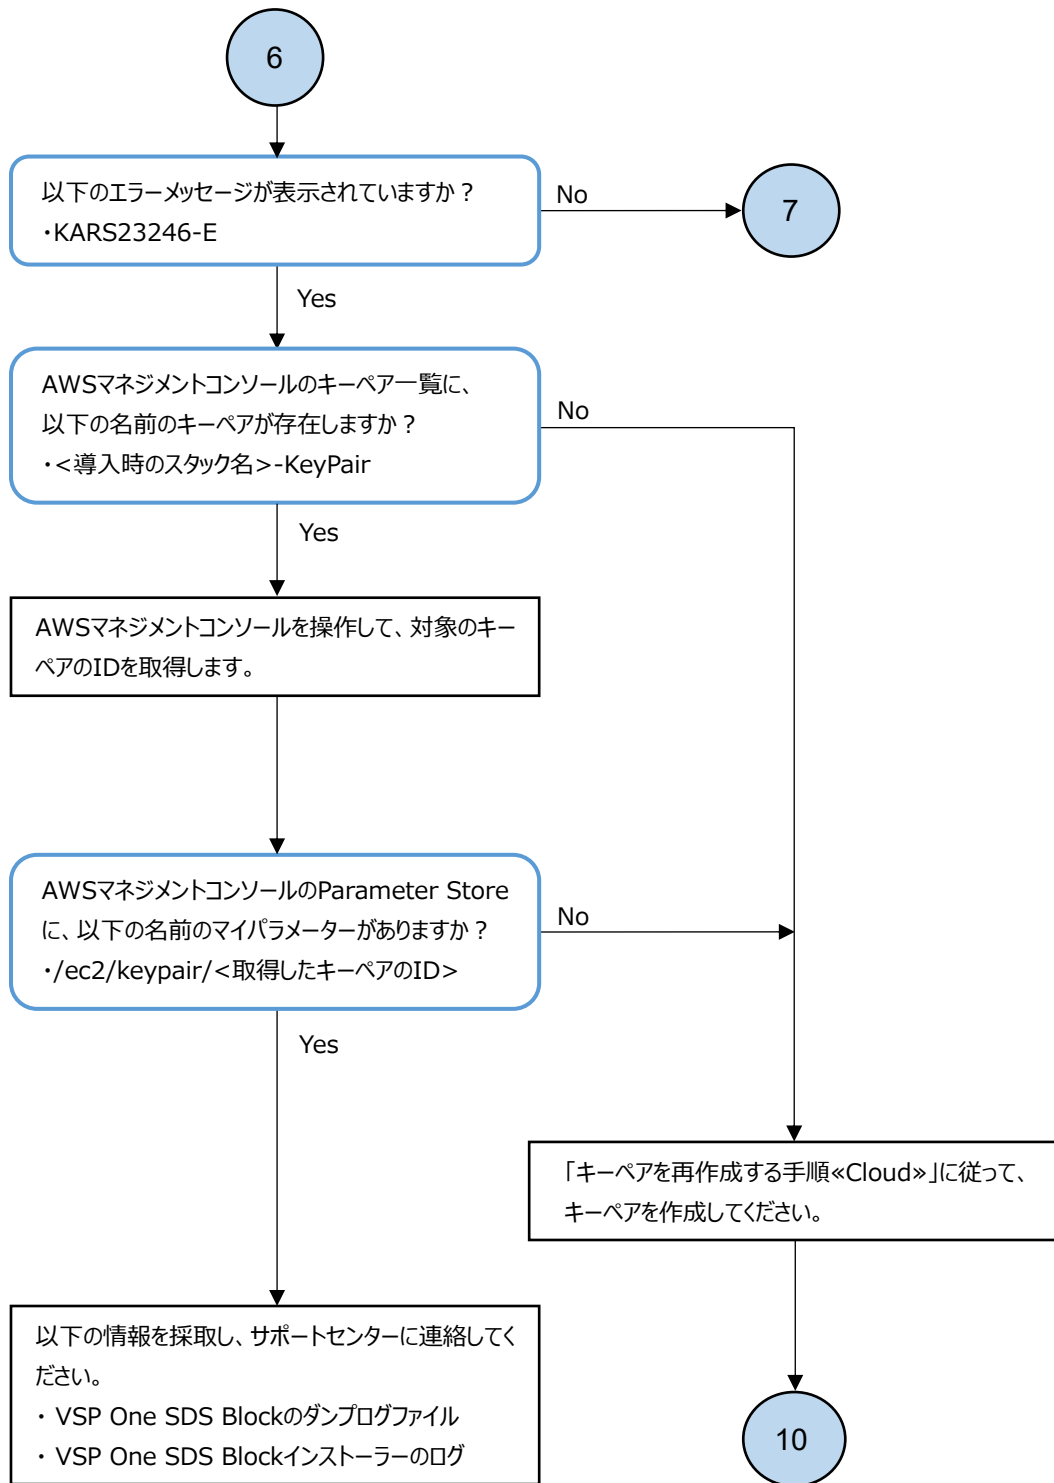 6
以下のエラーメッセージが表示されていますか？
・KARS23246-E
No
7
Yes
AWSマネジメントコンソールのキーペア一覧に、
以下の名前のキーペアが存在しますか？
・<導入時のスタック名>-KeyPair
No
Yes
AWSマネジメントコンソールを操作して、対象のキー
ペアのIDを取得します。
AWSマネジメントコンソールのParameter Store
に、以下の名前のマイパラメーターがありますか？
・/ec2/keypair/<取得したキーペアのID>
No
Yes
「キーペアを再作成する手順≪Cloud≫」に従って、
キーペアを作成してください。
以下の情報を採取し、サポートセンターに連絡してく
ださい。
・ VSP One SDS Blockのダンプログファイル
・ VSP One SDS Blockインストーラーのログ
10